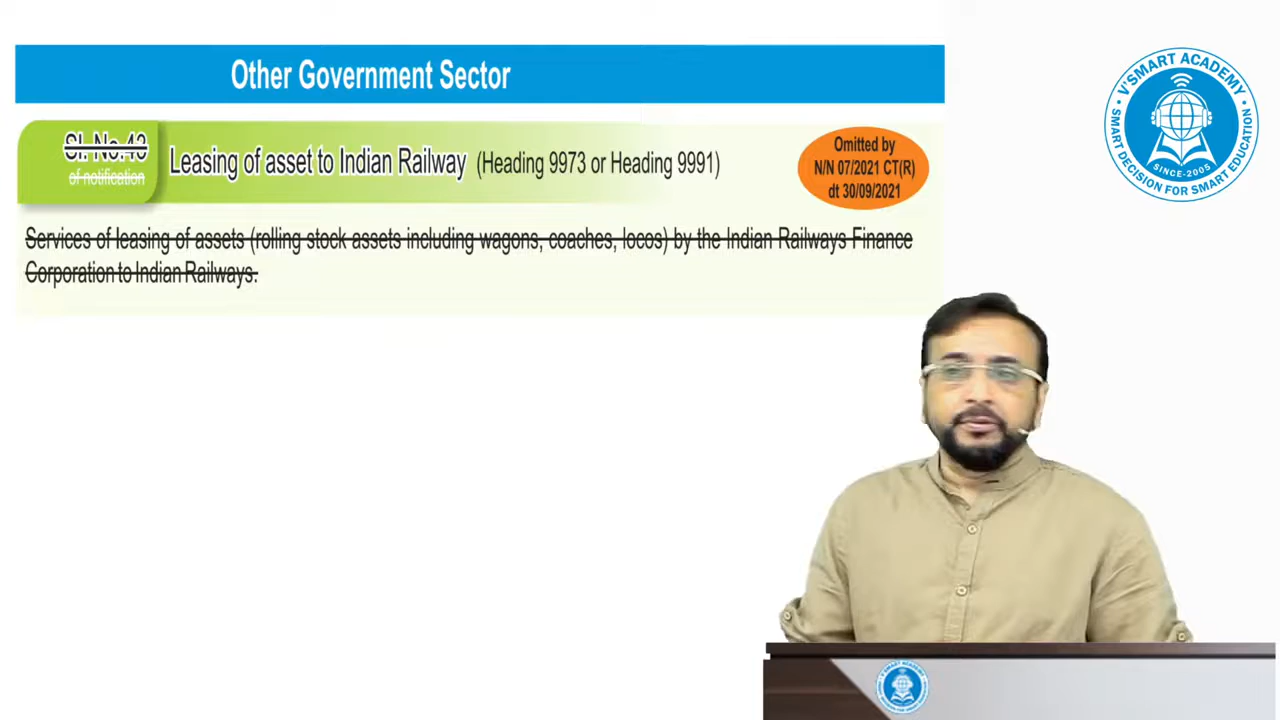 Other Government Sector
Sl. No.43
of notification
Leasing of asset to Indian Railway (Heading 9973 or Heading 9991)
Omitted by
N/N 07/2021 CT(R)
dt 30/09/2021
Services of leasing of assets (rolling stock assets including wagons, coaches, locos) by the Indian Railways Finance
Corporation to Indian Railways.
V'SMART ACADEMY
SINCE-2005
SMART DECISION FOR SMART EDUCATION